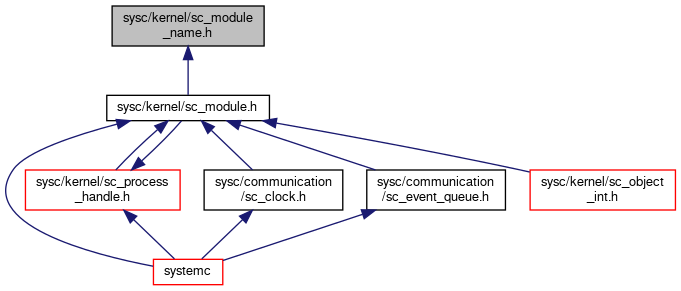 sysc/kernel/sc_module
_name.h
sysc/kernel/sc_module.h
sysc/kernel/sc_process
_handle.h
sysc/communication
/sc_clock.h
sysc/communication
/sc_event_queue.h
sysc/kernel/sc_object
_int.h
systemc